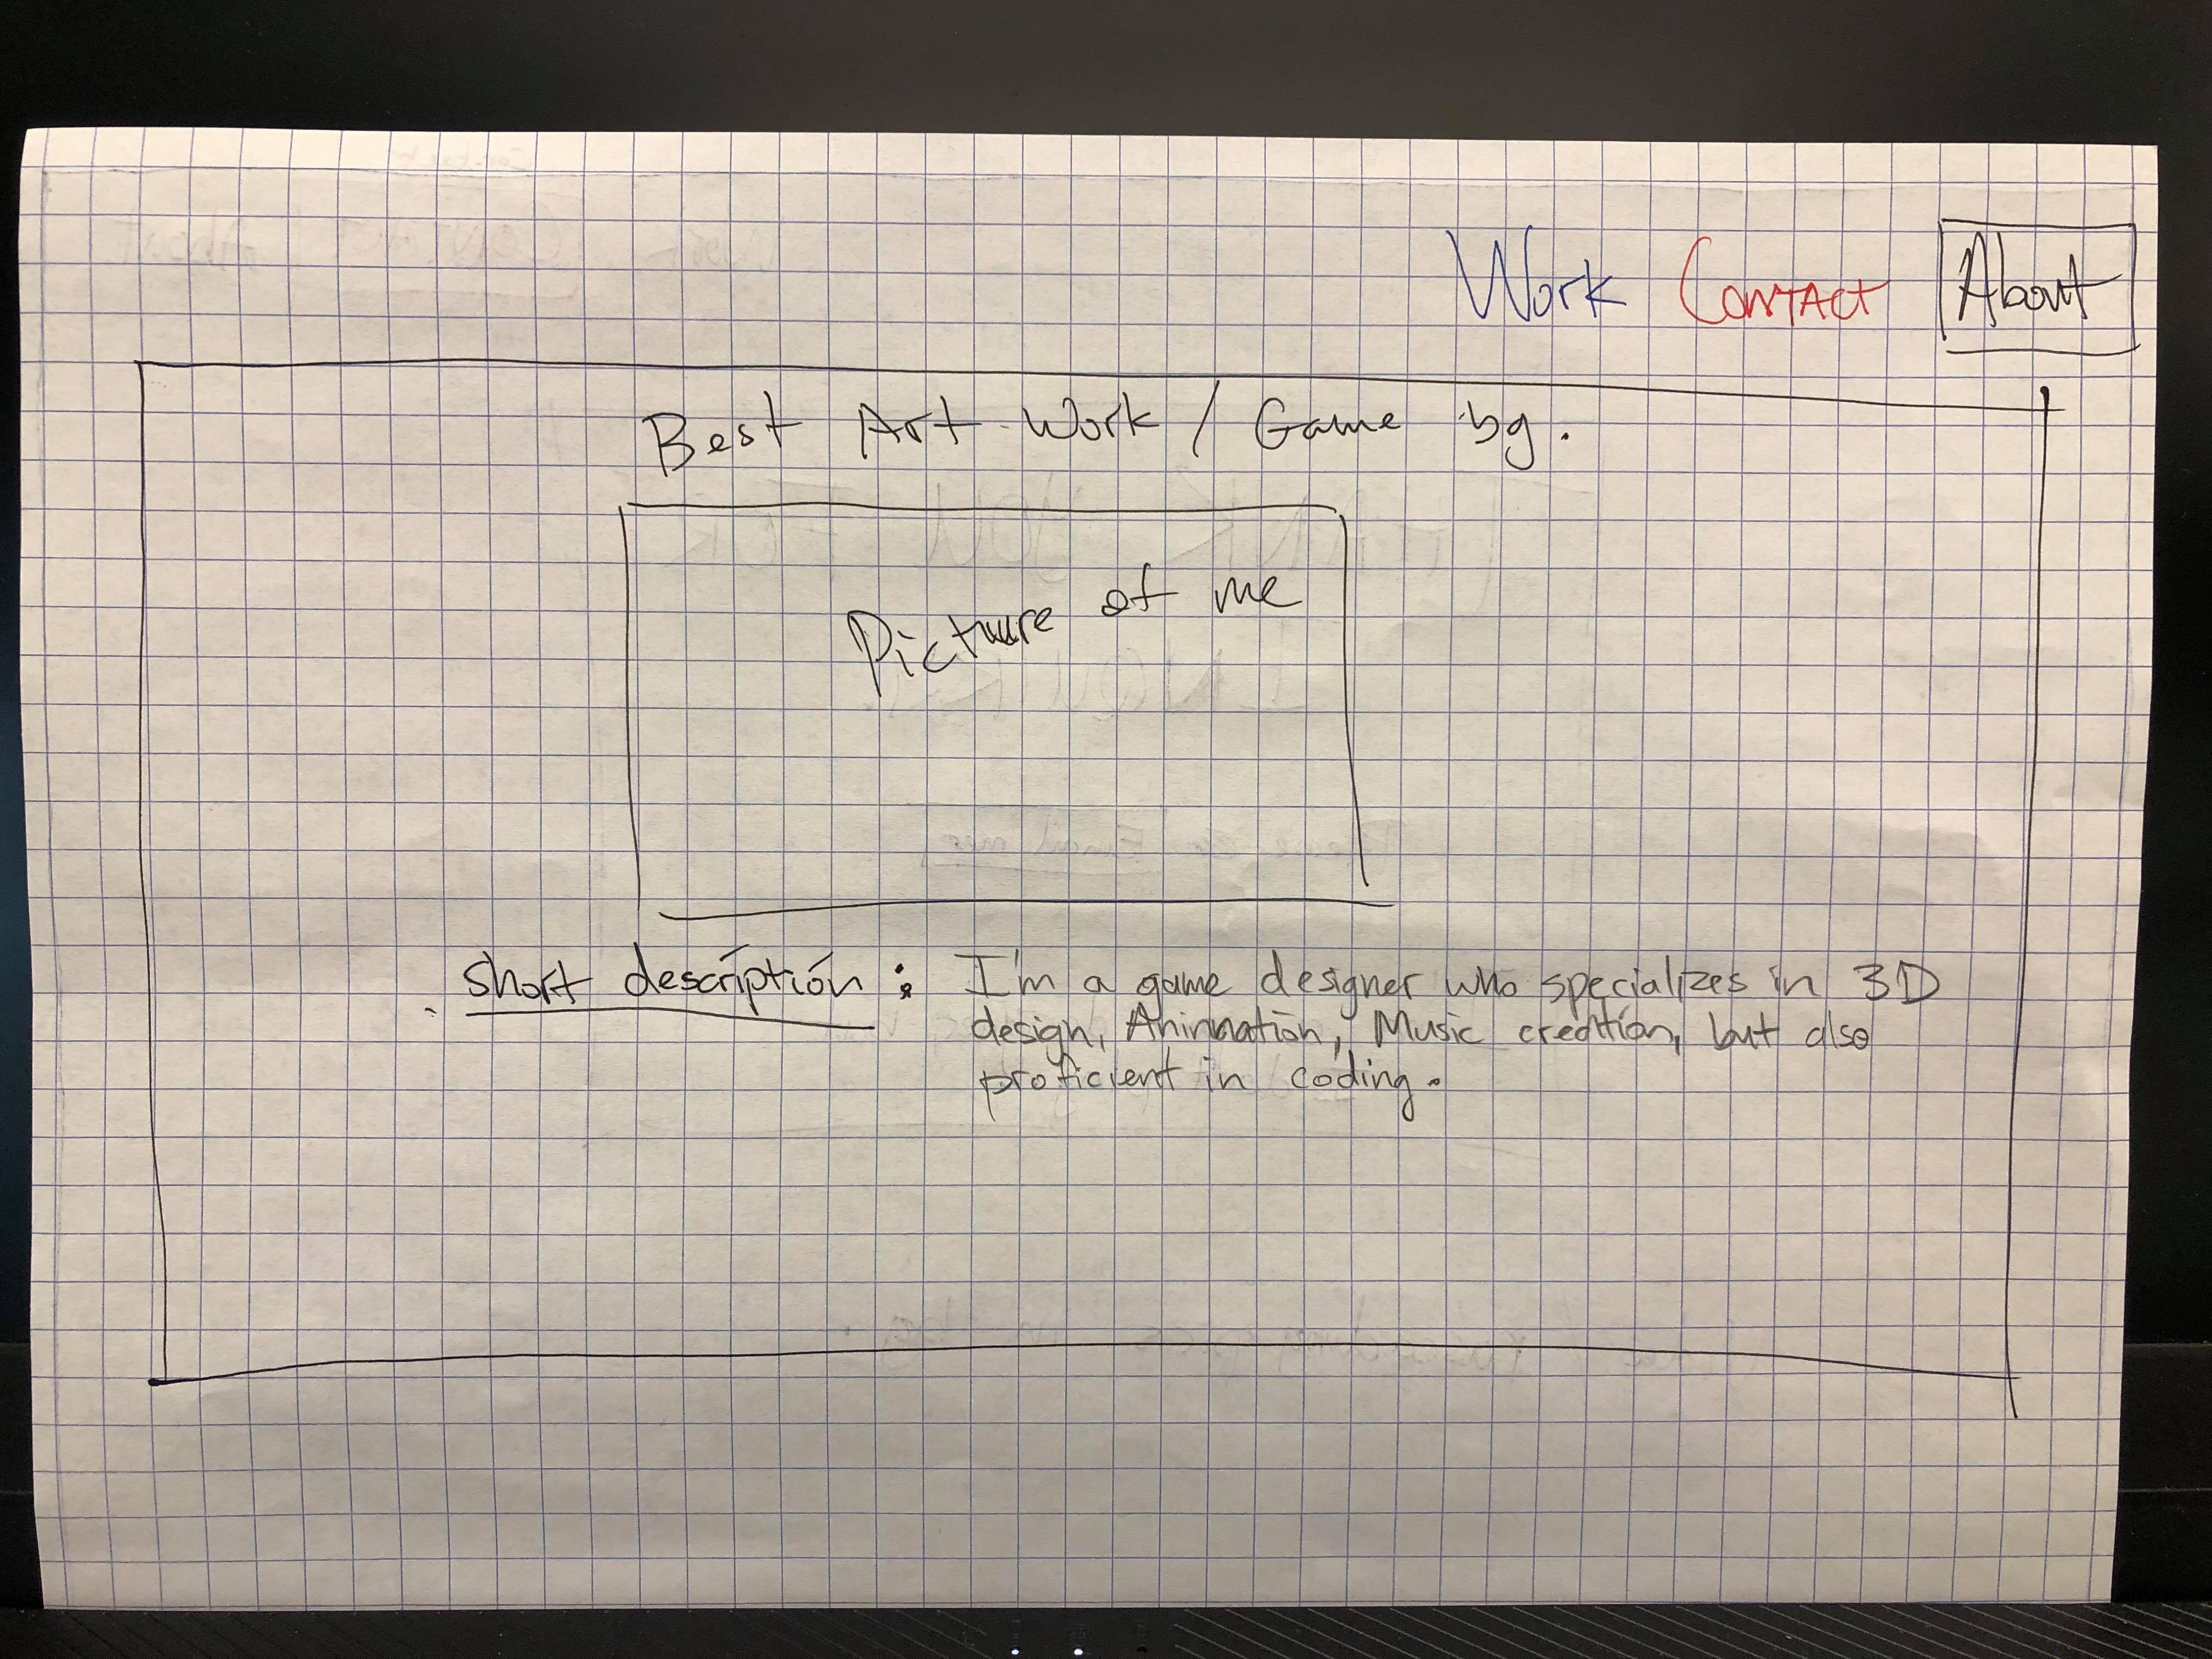 Work Contact About
Best Art Work / Game bg.
Picture of me
short description : I'm a game designer who specializes in 3D
design, Animation, Music creation, but also
proficient in coding.